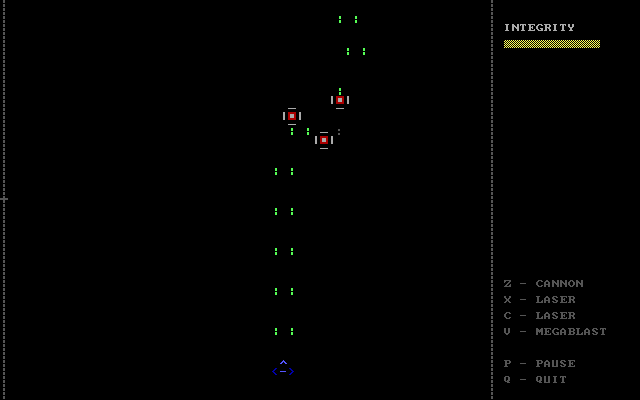 INTEGRITY
Z - CANNON
X - LASER
C - LASER
V - MEGABLAST
P - PAUSE
Q - QUIT